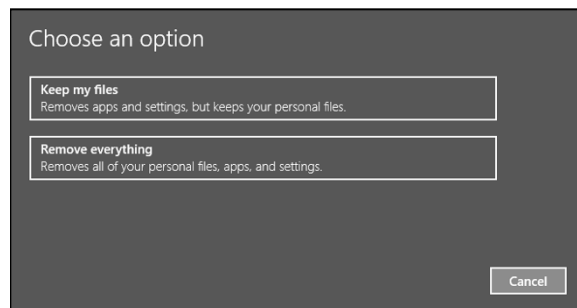 Choose an option
Keep my files
Removes apps and settings, but keeps your personal files.
Remove everything
Removes all of your personal files, apps, and settings.
Cancel